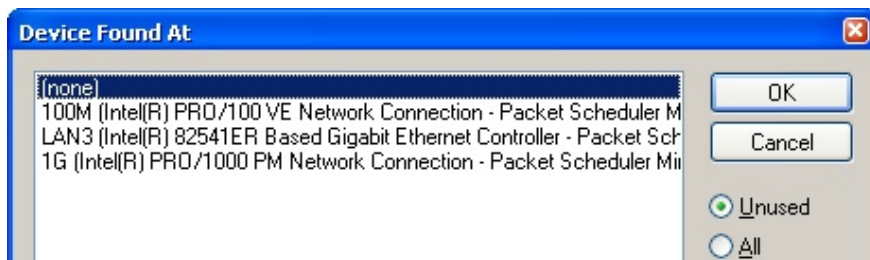 Device Found At
(none)
100M (Intel(R) PRO/100 VE Network Connection - Packet Scheduler M
LAN3 (Intel(R) 82541ER Based Gigabit Ethernet Controller - Packet Sch
1G (Intel(R) PRO/1000 PM Network Connection - Packet Scheduler Mi
OK
Cancel
Unused
All